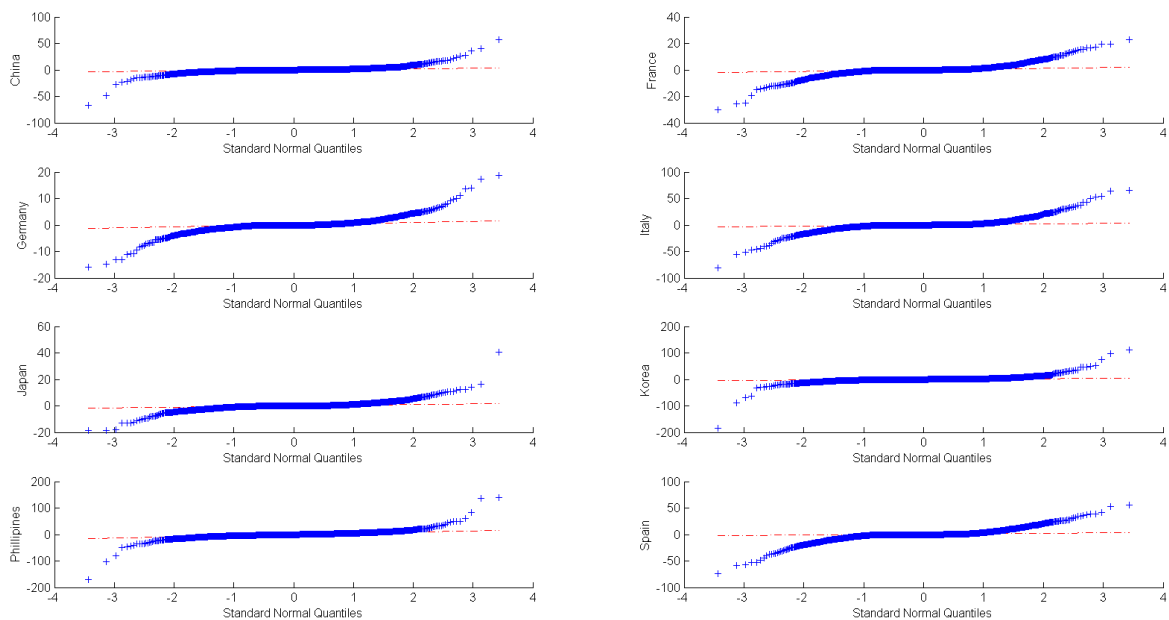 100
50
0
-50
-100
China
-4 -3 -2 -1 0 1 2 3 4
Standard Normal Quantiles
40
20
0
-20
-40
France
-4 -3 -2 -1 0 1 2 3 4
Standard Normal Quantiles
20
10
0
-10
-20
Germany
-4 -3 -2 -1 0 1 2 3 4
Standard Normal Quantiles
100
50
0
-50
-100
Italy
-4 -3 -2 -1 0 1 2 3 4
Standard Normal Quantiles
60
40
20
0
-20
Japan
-4 -3 -2 -1 0 1 2 3 4
Standard Normal Quantiles
200
100
0
-100
-200
Korea
-4 -3 -2 -1 0 1 2 3 4
Standard Normal Quantiles
200
100
0
-100
-200
Phillipines
-4 -3 -2 -1 0 1 2 3 4
Standard Normal Quantiles
100
50
0
-50
-100
Spain
-4 -3 -2 -1 0 1 2 3 4
Standard Normal Quantiles